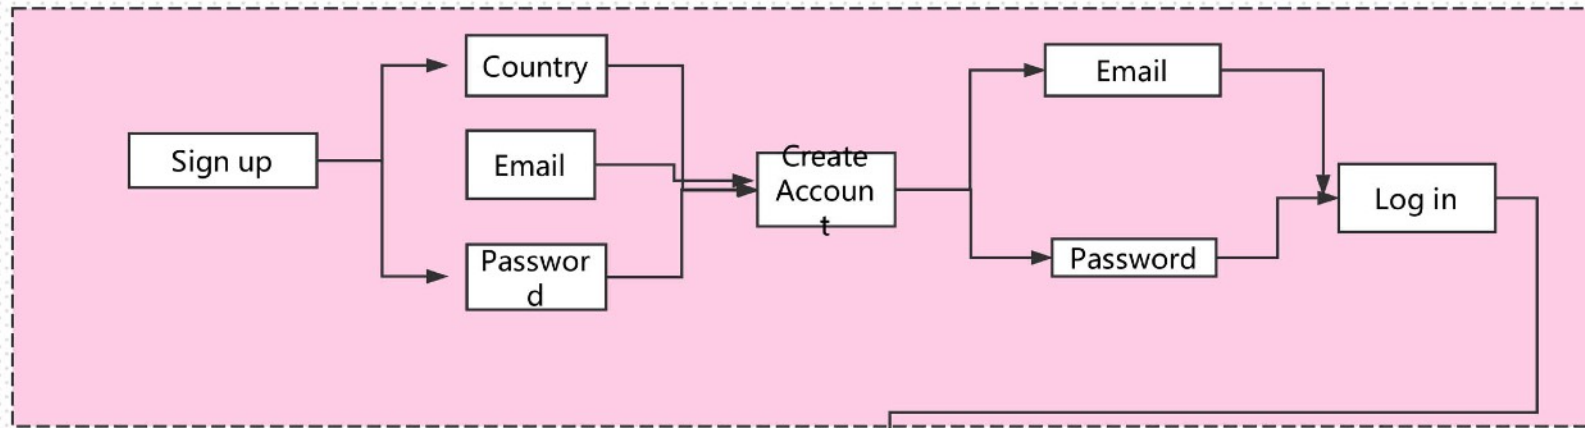 Sign up
Country
Email
Passwor
d
Create
Accoun
t
Email
Password
Log in